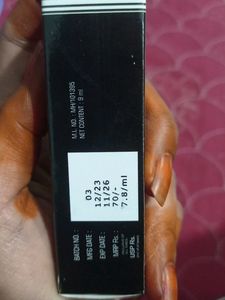 M.L. NO. : MH/101395
NET CONTENT : 9 ml
BATCH NO. : 03
MFG DATE : 12/23
EXP DATE : 11/26
MRP Rs. : 70/-
USP Rs. : 7.8/ml